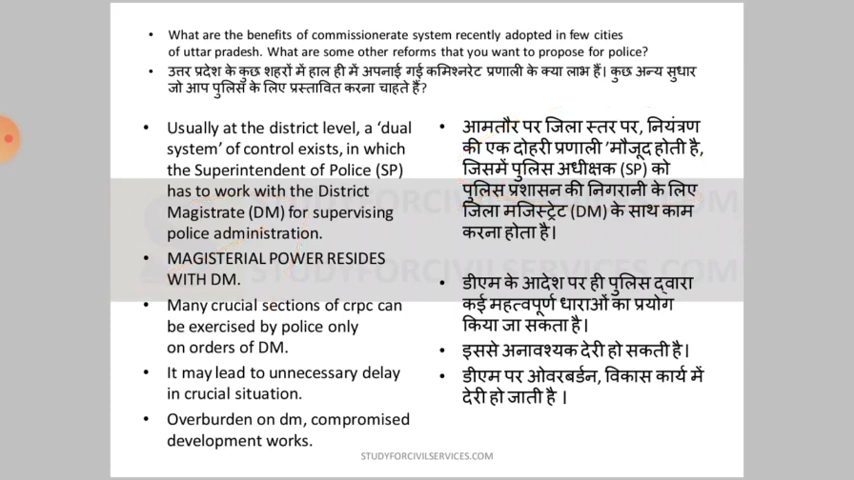 • What are the benefits of commissionerate system recently adopted in few cities
of uttar pradesh. What are some other reforms that you want to propose for police?
• उत्तर प्रदेश के कुछ शहरों में हाल ही में अपनाई गई कमिश्नरेट प्रणाली के क्या लाभ हैं। कुछ अन्य सुधार
जो आप पुलिस के लिए प्रस्तावित करना चाहते हैं?
• Usually at the district level, a ‘dual
system’ of control exists, in which
the Superintendent of Police (SP)
has to work with the District
Magistrate (DM) for supervising
police administration.
• MAGISTERIAL POWER RESIDES
WITH DM.
• Many crucial sections of crpc can
be exercised by police only
on orders of DM.
• It may lead to unnecessary delay
in crucial situation.
• Overburden on dm, compromised
development works.
• आमतौर पर जिला स्तर पर, नियंत्रण
की एक दोहरी प्रणाली ’मौजूद होती है,
जिसमें पुलिस अधीक्षक (SP) को
पुलिस प्रशासन की निगरानी के लिए
जिला मजिस्ट्रेट (DM) के साथ काम
करना होता है।
• डीएम के आदेश पर ही पुलिस द्वारा
कई महत्वपूर्ण धाराओं का प्रयोग
किया जा सकता है।
• इससे अनावश्यक देरी हो सकती है।
• डीएम पर ओवरबर्डन, विकास कार्य में
देरी हो जाती है ।
STUDYFORCIVILSERVICES.COM
STUDYFORCIVILSERVICES.COM
STUDYFORCIVILSERVICES.COM